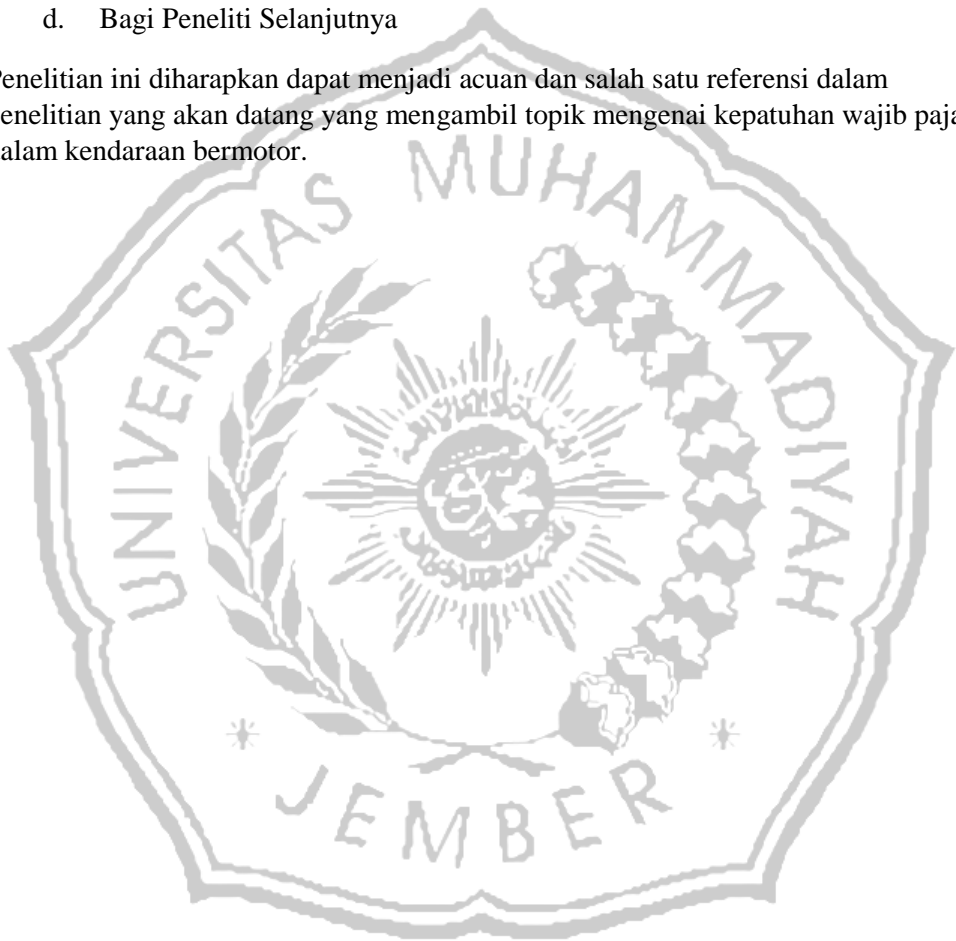 d. Bagi Peneliti Selanjutnya
enelitian ini diharapkan dapat menjadi acuan dan salah satu referensi dalam
enelitian yang akan datang yang mengambil topik mengenai kepatuhan wajib paja
alam kendaraan bermotor.
UNIVERSITAS MUHAMMADIYAH
JEMBER